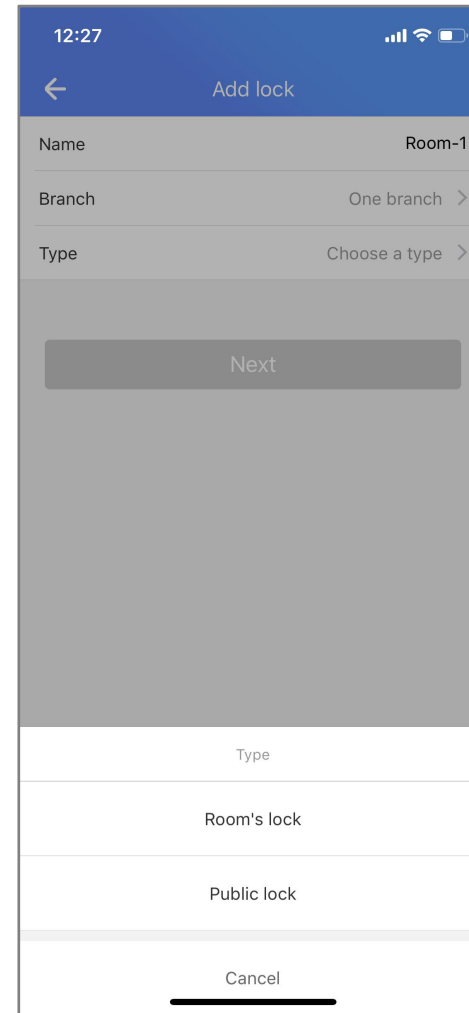 12:27
Add lock
Name Room-1
Branch One branch
Type Choose a type
Next
Type
Room's lock
Public lock
Cancel